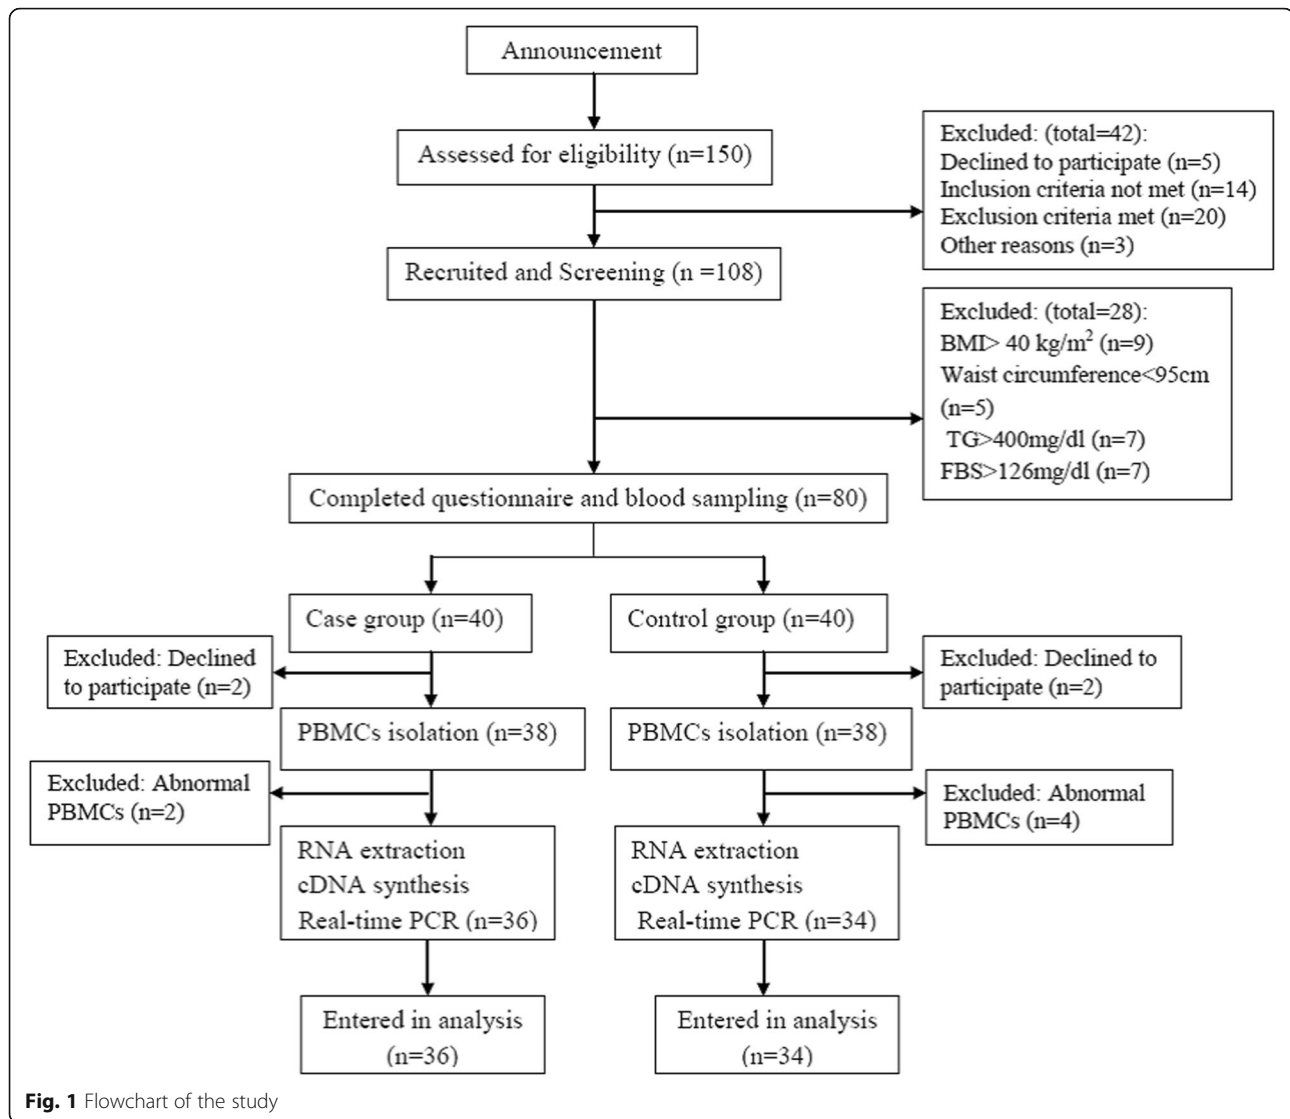 Announcement
Assessed for eligibility (n=150)
Excluded: (total=42):
Declined to participate (n=5)
Inclusion criteria not met (n=14)
Exclusion criteria met (n=20)
Other reasons (n=3)
Recruited and Screening (n =108)
Excluded: (total=28):
BMI> 40 kg/m² (n=9)
Waist circumference<95cm
(n=5)
TG>400mg/dl (n=7)
FBS>126mg/dl (n=7)
Completed questionnaire and blood sampling (n=80)
Case group (n=40)
Control group (n=40)
Excluded: Declined
to participate (n=2)
Excluded: Declined to
participate (n=2)
PBMCs isolation (n=38)
PBMCs isolation (n=38)
Excluded: Abnormal
PBMCs (n=2)
Excluded: Abnormal
PBMCs (n=4)
RNA extraction
cDNA synthesis
Real-time PCR (n=36)
RNA extraction
cDNA synthesis
Real-time PCR (n=34)
Entered in analysis
(n=36)
Entered in analysis
(n=34)
Fig. 1 Flowchart of the study